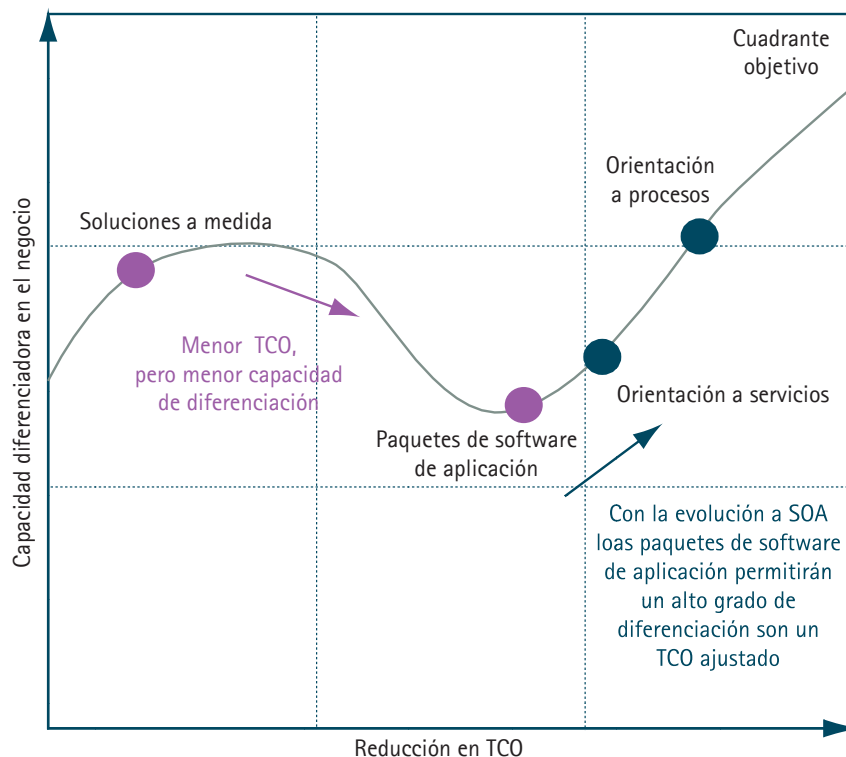 Cuadrante
objetivo
Orientación
a procesos
Soluciones a medida
Menor TCO,
pero menor capacidad
de diferenciación
Orientación a servicios
Paquetes de software
de aplicación
Con la evolución a SOA
loas paquetes de software
de aplicación permitirán
un alto grado de
diferenciación son un
TCO ajustado
Capacidad diferenciadora en el negocio
Reducción en TCO